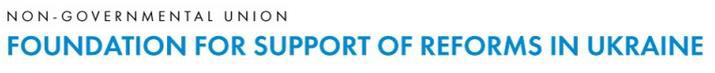 NON-GOVERNMENTAL UNION
FOUNDATION FOR SUPPORT OF REFORMS IN UKRAINE